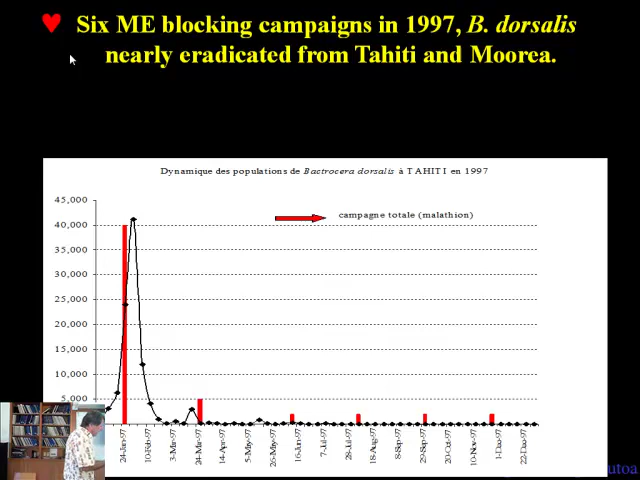 ♥ Six ME blocking campaigns in 1997, B. dorsalis
nearly eradicated from Tahiti and Moorea.
Dynamique des populations de Bactrocera dorsalis à TAHITI en 1997
campagne totale (malathion)
45,000
40,000
35,000
30,000
25,000
20,000
15,000
10,000
5,000
24-Jan-97
10-Feb-97
3-Mar-97
24-Mar-97
14-Apr-97
5-May-97
26-May-97
16-Jun-97
7-Jul-97
28-Jul-97
18-Aug-97
8-Sep-97
29-Sep-97
20-Oct-97
10-Nov-97
1-Dec-97
22-Dec-97
utoa